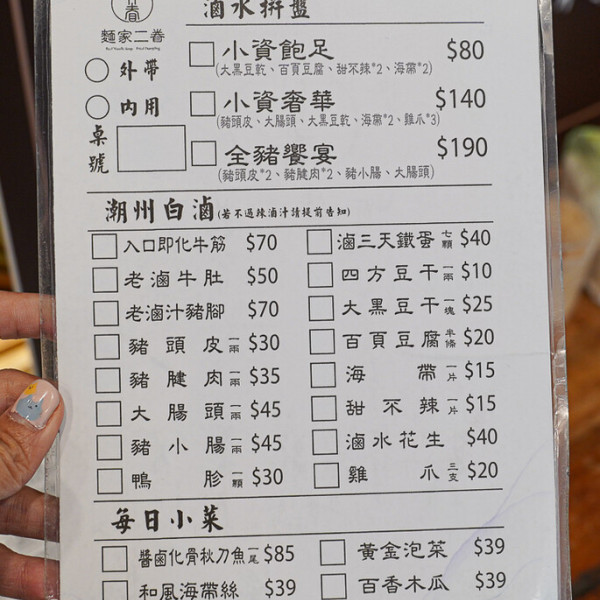 滷水拼盤
麵家二眷
外帶
內用
桌號
小資飽足 $80
(大黑豆乾、百頁豆腐、甜不辣*2、海帶*2)
小資奢華 $140
(豬頭皮、大腸頭、大黑豆乾、海帶*2、雞爪*3)
全豬饗宴 $190
(豬頭皮*2、豬腱肉*2、豬小腸、大腸頭)
潮州白滷(若不過辣滷汁請提前告知)
入口即化牛筋 $70
老滷牛肚 $50
老滷汁豬腳 $70
豬頭皮一兩 $30
豬腱肉一兩 $35
大腸頭一兩 $45
豬小腸一兩 $45
鴨胗一顆 $30
滷三天鐵蛋七顆 $40
四方豆干一兩 $10
大黑豆干一塊 $25
百頁豆腐半條 $20
海帶一片 $15
甜不辣一片 $15
滷水花生 $40
雞爪三支 $20
每日小菜
醬滷化骨秋刀魚一尾 $85
和風海帶絲 $39
黃金泡菜 $39
百香木瓜 $39